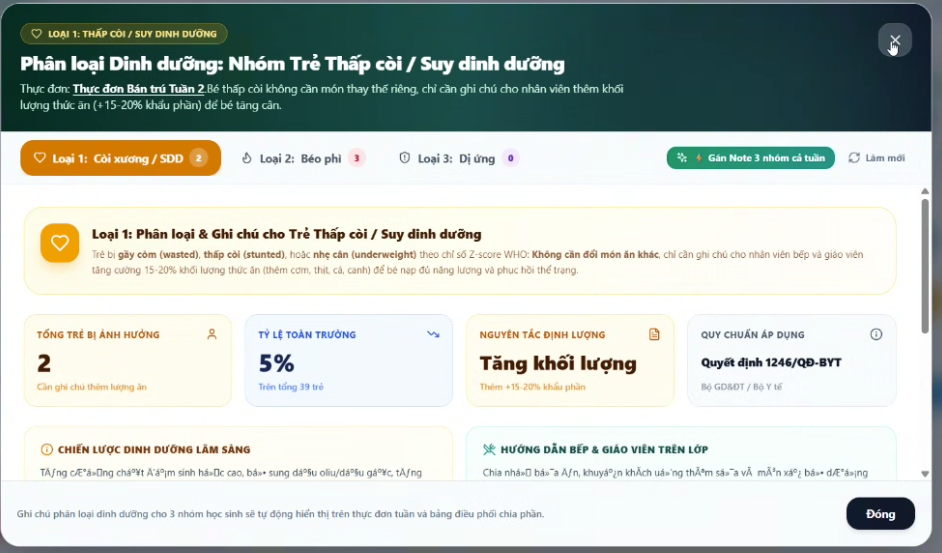 LOẠI 1: THẤP CÒI / SUY DINH DƯỠNG
Phân loại Dinh dưỡng: Nhóm Trẻ Thấp còi / Suy dinh dưỡng
Thực đơn: Thực đơn Bán trú Tuần 2.Bé thấp còi không cần món thay thế riêng, chỉ cần ghi chú cho nhân viên thêm khối
lượng thức ăn (+15-20% khẩu phần) để bé tăng cân.
Loại 1: Còi xương / SDD 2
Loại 2: Béo phì 3
Loại 3: Dị ứng 0
Gán Note 3 nhóm cả tuần
Làm mới
Loại 1: Phân loại & Ghi chú cho Trẻ Thấp còi / Suy dinh dưỡng
Trẻ bị gầy còm (wasted), thấp còi (stunted), hoặc nhẹ cân (underweight) theo chỉ số Z-score WHO: Không cần đổi món ăn khác, chỉ cần ghi chú cho nhân viên bếp và giáo viên
tăng cường 15-20% khối lượng thức ăn (thêm cơm, thịt, cá, canh) để bé nạp đủ năng lượng và phục hồi thể trạng.
TỔNG TRẺ BỊ ẢNH HƯỞNG
2
Cần ghi chú thêm lượng ăn
TỶ LỆ TOÀN TRƯỜNG
5%
Trên tổng 39 trẻ
NGUYÊN TẮC ĐỊNH LƯỢNG
Tăng khối lượng
Thêm +15-20% khẩu phần
QUY CHUẨN ÁP DỤNG
Quyết định 1246/QĐ-BYT
Bộ GD&ĐT / Bộ Y tế
CHIẾN LƯỢC DINH DƯỠNG LÂM SÀNG
HƯỚNG DẪN BẾP & GIÁO VIÊN TRÊN LỚP
Ghi chú phân loại dinh dưỡng cho 3 nhóm học sinh sẽ tự động hiển thị trên thực đơn tuần và bảng điều phối chia phần.
Đóng